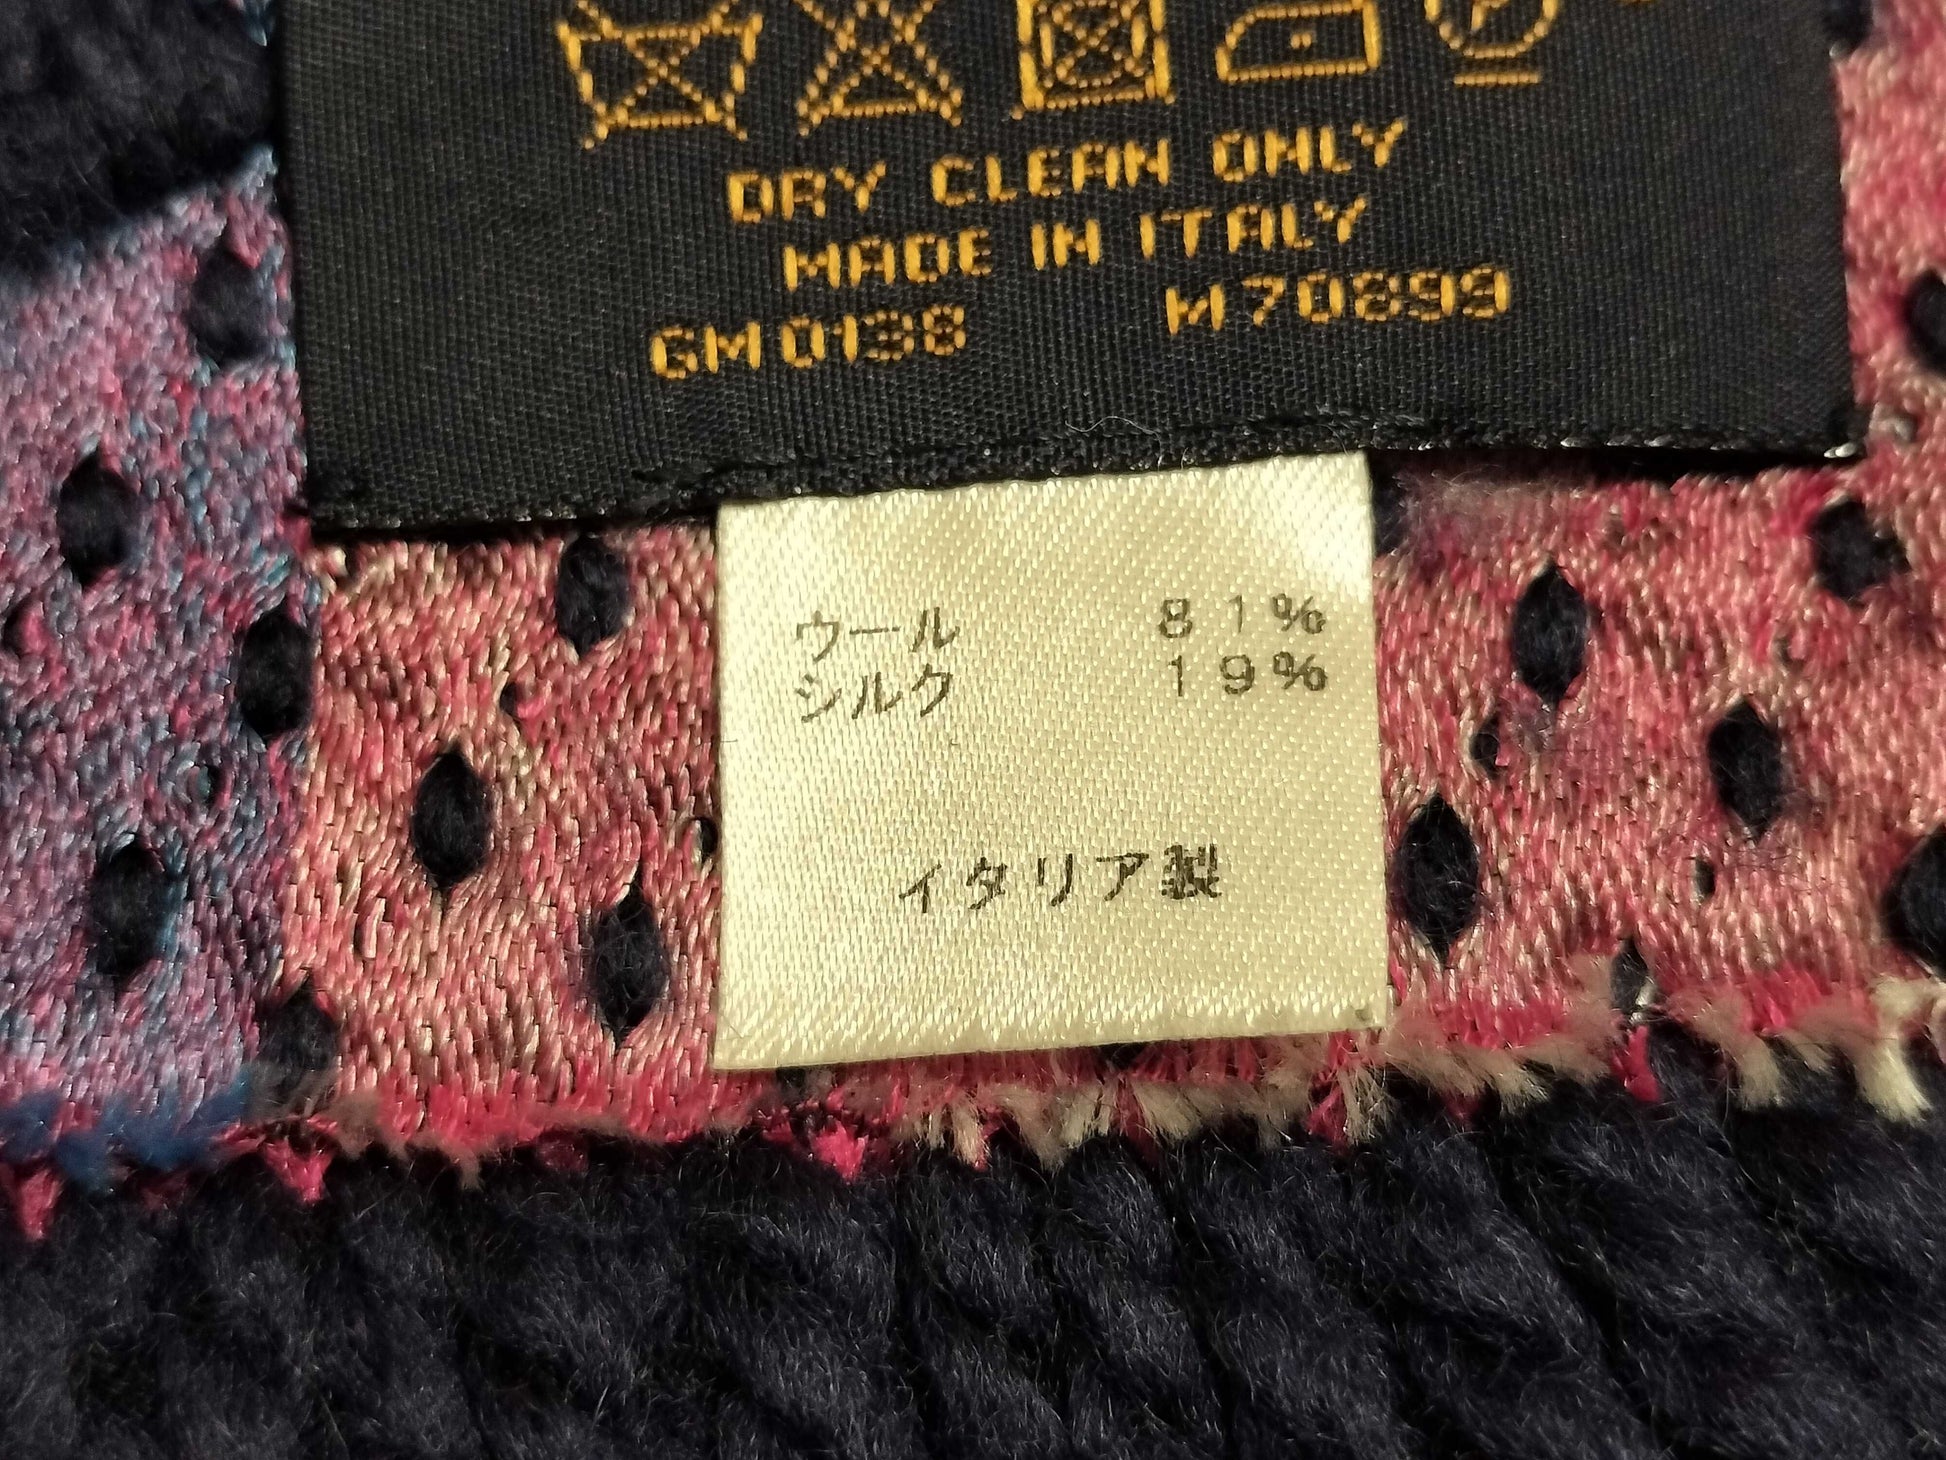 DRY CLEAN ONLY
MADE IN ITALY
GM0138 M70899
ウール 81%
シルク 19%
イタリア製